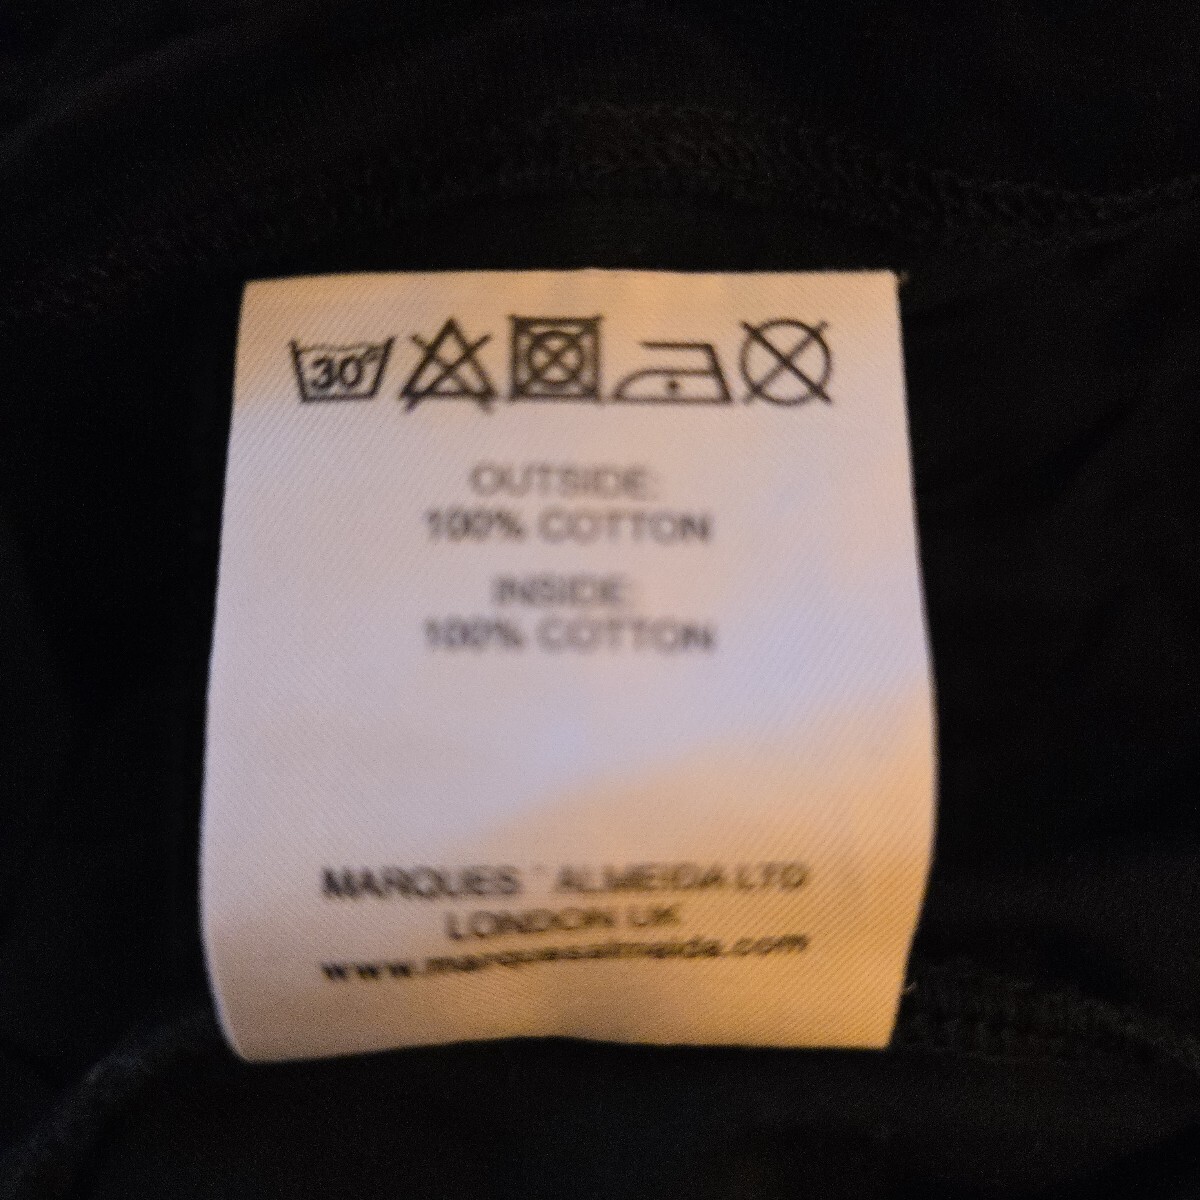 30°
OUTSIDE:
100% COTTON
INSIDE:
100% COTTON
MARQUES ' ALMEIDA LTD
LONDON UK
www.marquesalmeida.com